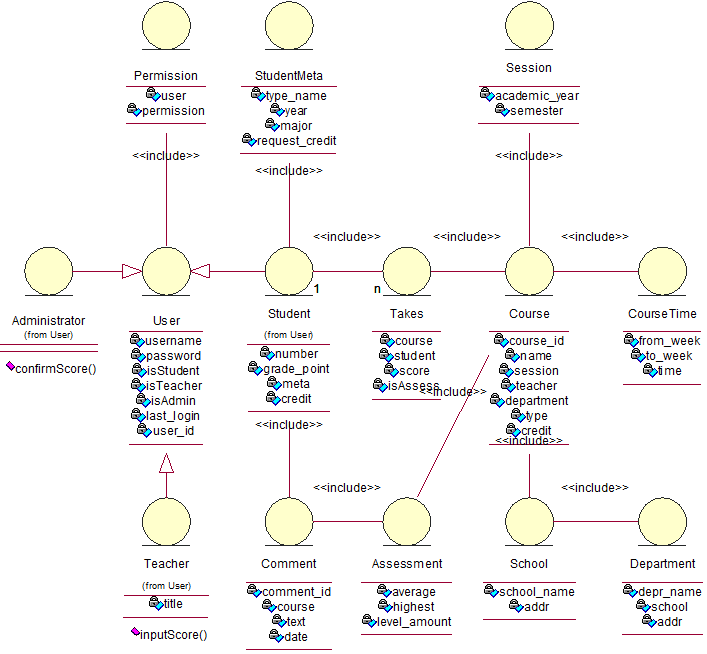 Permission
user
permission
<<include>>
StudentMeta
type_name
year
major
request_credit
<<include>>
Session
academic_year
semester
<<include>>
<<include>>
<<include>>
<<include>>
1
n
Administrator
(from User)
confirmScore()
User
username
password
isStudent
isTeacher
isAdmin
last_login
user_id
Student
(from User)
number
grade_point
meta
credit
<<include>>
Takes
course
student
score
isAssess
<<include>>
Course
course_id
name
session
teacher
department
type
credit
<<include>>
CourseTime
from_week
to_week
time
<<include>>
<<include>>
Teacher
(from User)
title
inputScore()
Comment
comment_id
course
text
date
Assessment
average
highest
level_amount
School
school_name
addr
Department
depr_name
school
addr